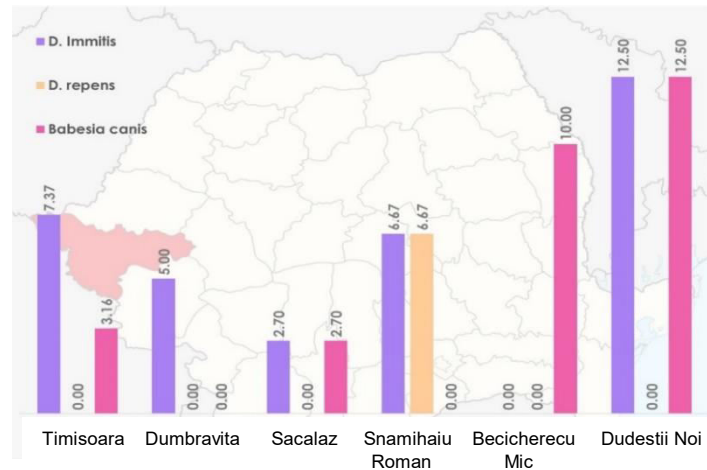 D. Immitis
D. repens
Babesia canis
7.37
0.00
3.16
5.00
0.00
0.00
2.70
0.00
2.70
6.67
6.67
0.00
0.00
0.00
10.00
12.50
0.00
12.50
Timisoara
Dumbravita
Sacalaz
Snamihaiu
Roman
Becicherecu
Mic
Dudestii Noi